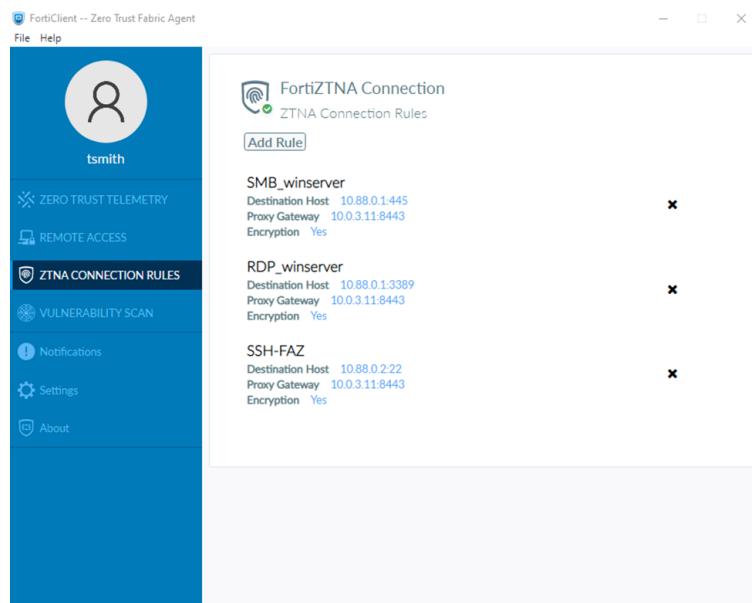 FortiClient -- Zero Trust Fabric Agent
File Help
tsmith
ZERO TRUST TELEMETRY
REMOTE ACCESS
ZTNA CONNECTION RULES
VULNERABILITY SCAN
Notifications
Settings
About
FortiZTNA Connection
ZTNA Connection Rules
Add Rule
SMB_winserver
Destination Host 10.88.0.1:445
Proxy Gateway 10.0.3.11:8443
Encryption Yes
RDP_winserver
Destination Host 10.88.0.1:3389
Proxy Gateway 10.0.3.11:8443
Encryption Yes
SSH-FAZ
Destination Host 10.88.0.2:22
Proxy Gateway 10.0.3.11:8443
Encryption Yes